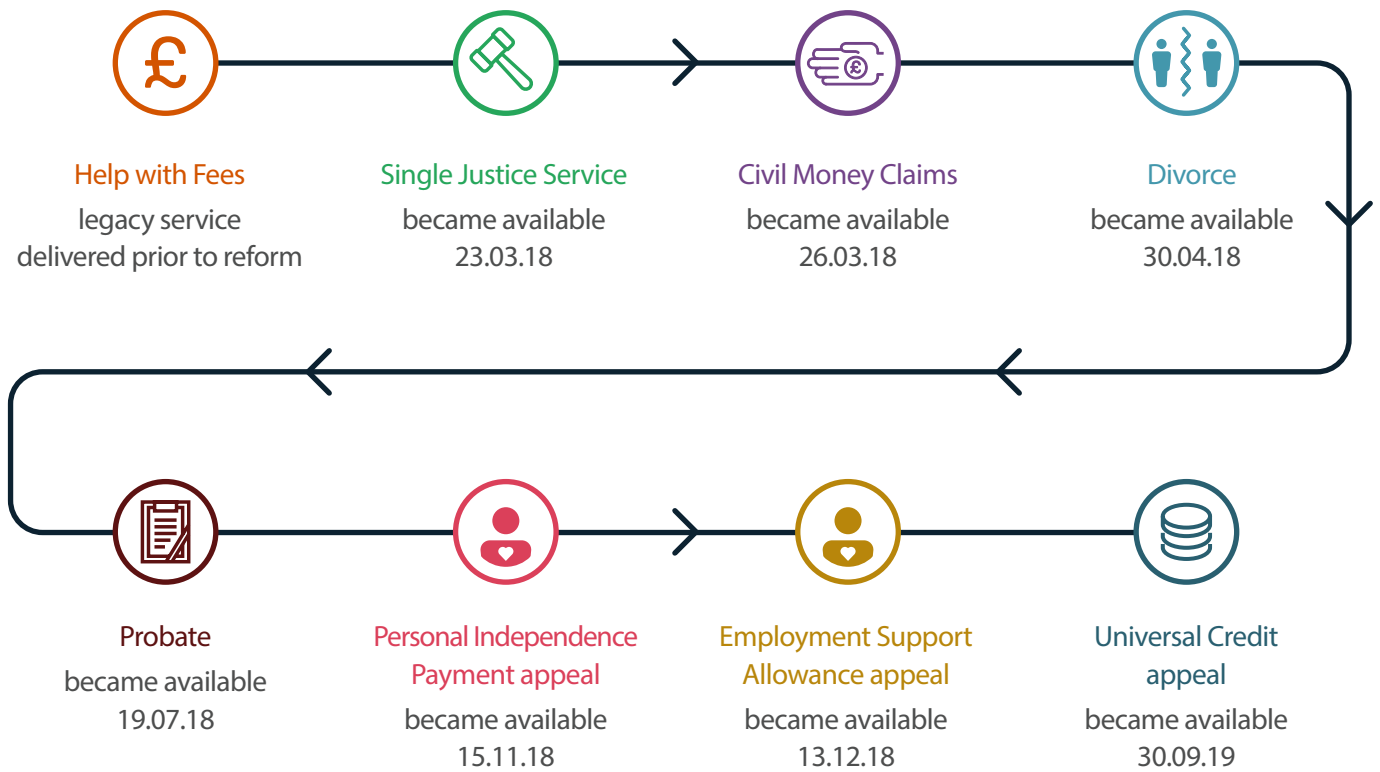 £
Help with Fees
legacy service
delivered prior to reform
Single Justice Service
became available
23.03.18
£
Civil Money Claims
became available
26.03.18
Divorce
became available
30.04.18
Probate
became available
19.07.18
Personal Independence
Payment appeal
became available
15.11.18
Employment Support
Allowance appeal
became available
13.12.18
Universal Credit
appeal
became available
30.09.19